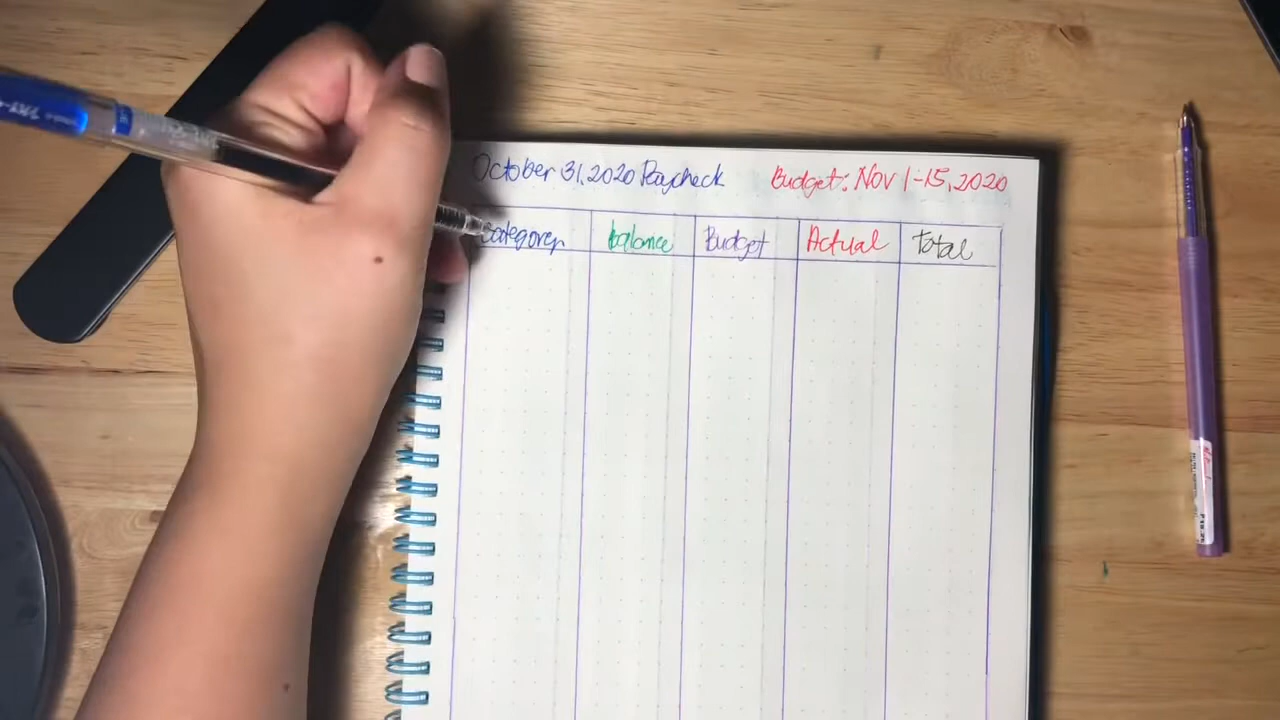 October 31, 2020 Paycheck Budget: Nov 1-15, 2020
category balance Budget Actual total